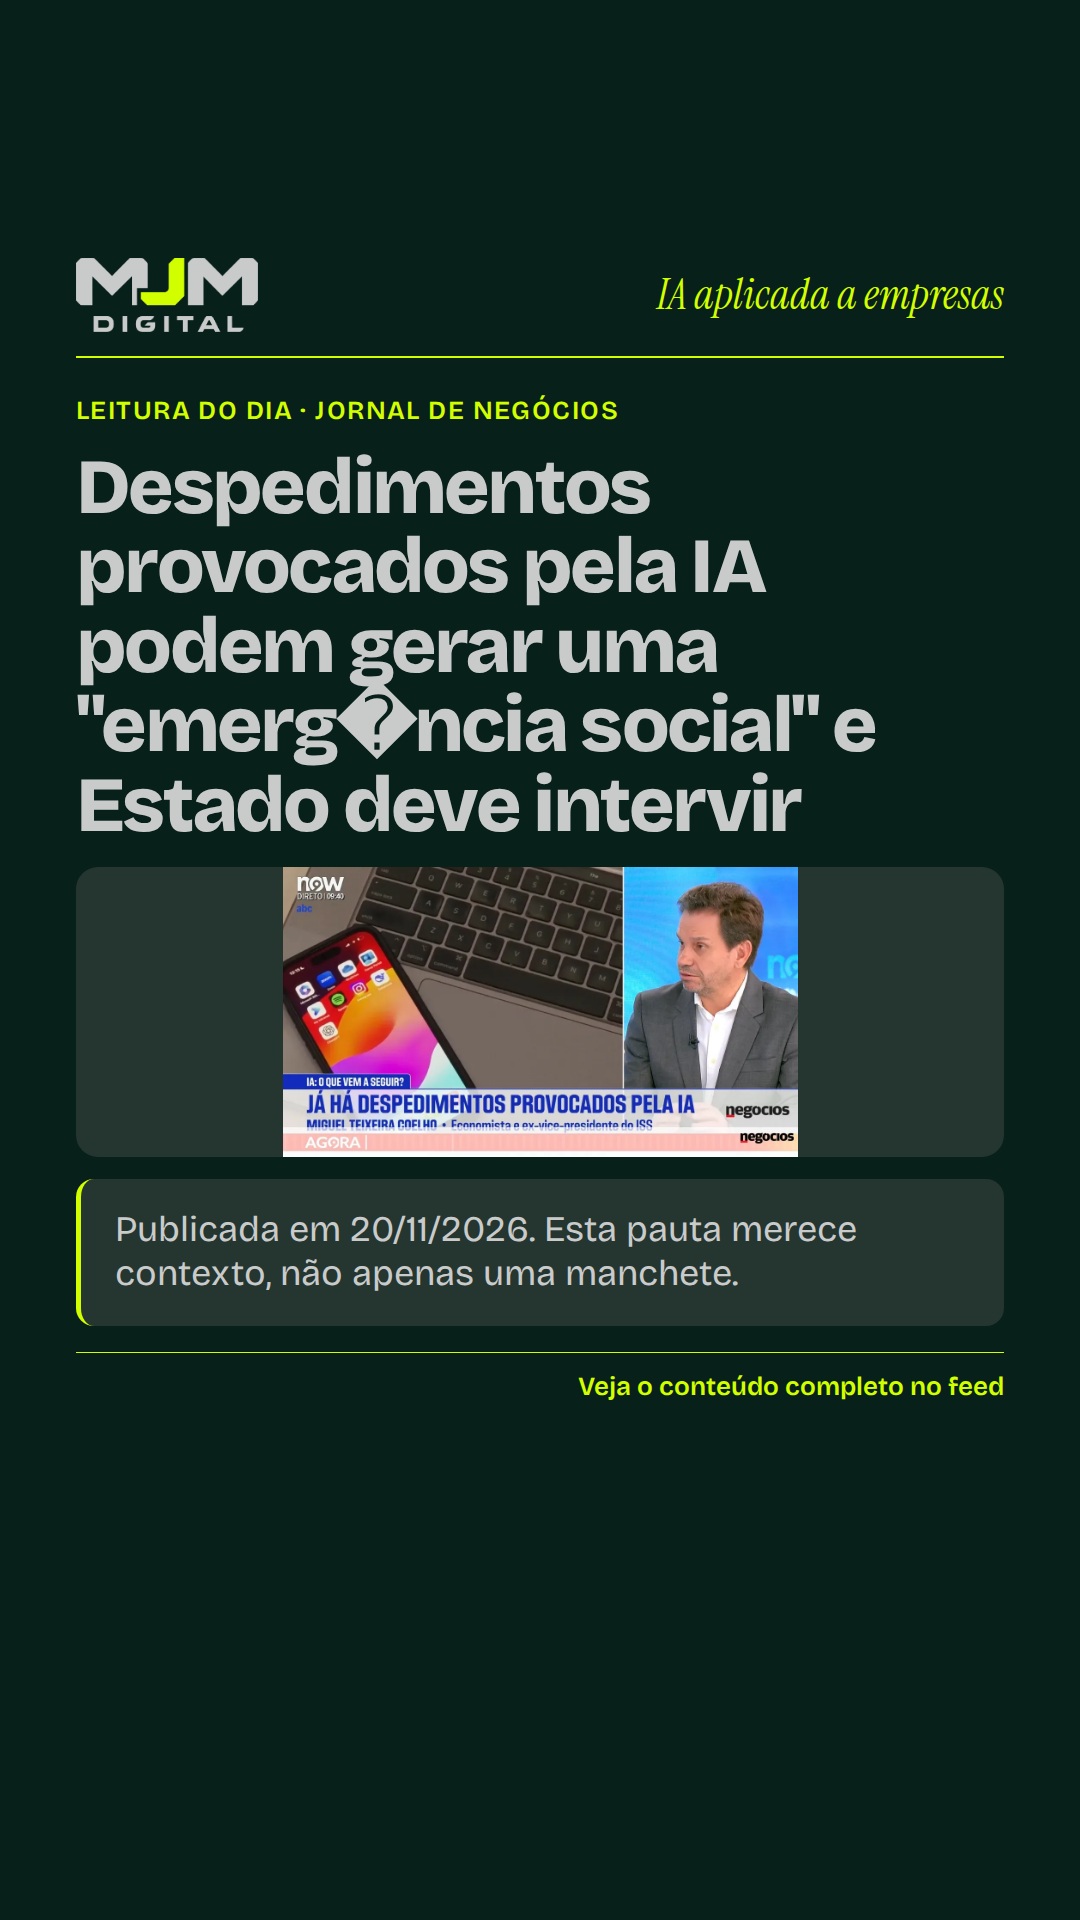 MJM
DIGITAL
IA aplicada a empresas
LEITURA DO DIA · JORNAL DE NEGÓCIOS
Despedimentos
provocados pela IA
podem gerar uma
"emerg�ncia social" e
Estado deve intervir
now
DIRETO | 09:40
abc
IA: O QUE VEM A SEGUIR?
JÁ HÁ DESPEDIMENTOS PROVOCADOS PELA IA
negocios
MIGUEL TEIXEIRA COELHO • Economista e ex-vice-presidente do ISS
AGORA |
negocios
Publicada em 20/11/2026. Esta pauta merece
contexto, não apenas uma manchete.
Veja o conteúdo completo no feed